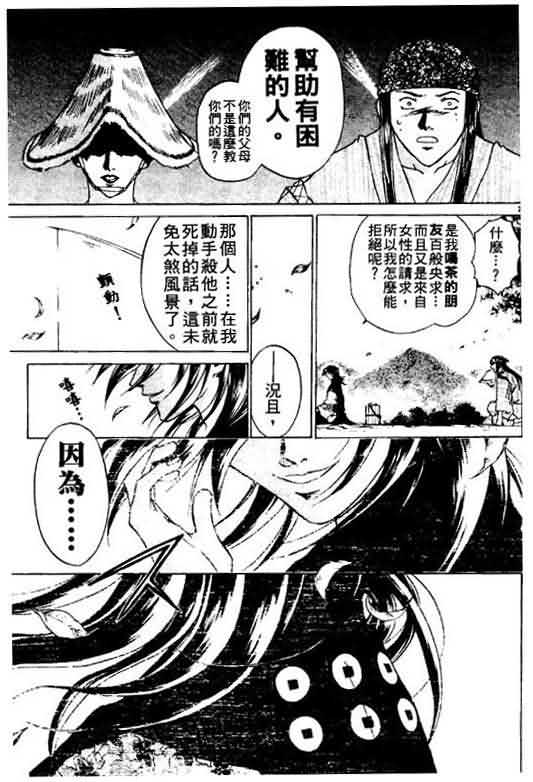 幫助有困
難的人。
你們的父母
不是這麼教
你們的嗎？
什麼…？
是我喝茶的朋
友百般央求…
而且又是來自
女性的請求，
所以我怎麼能
拒絕呢？
那個人……在我
動手殺他之前就
死掉的話，這未
免太煞風景了。
顫動！
——況且，
嘻嘻…
因為……